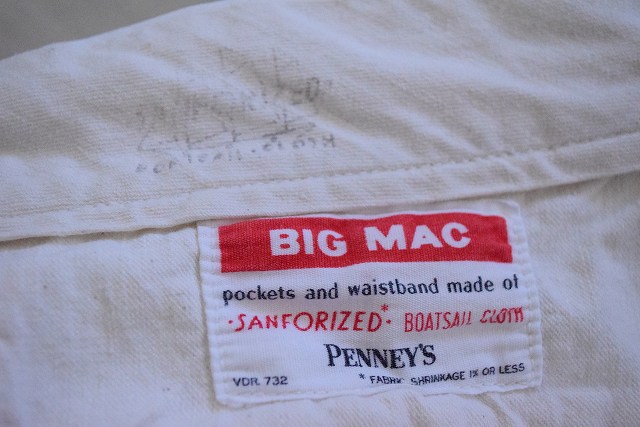 BIG MAC
pockets and waistband made of
·SANFORIZED*· BOATSAIL CLOTH
PENNEY'S
VDR. 732 * FABRIC SHRINKAGE 1% OR LESS